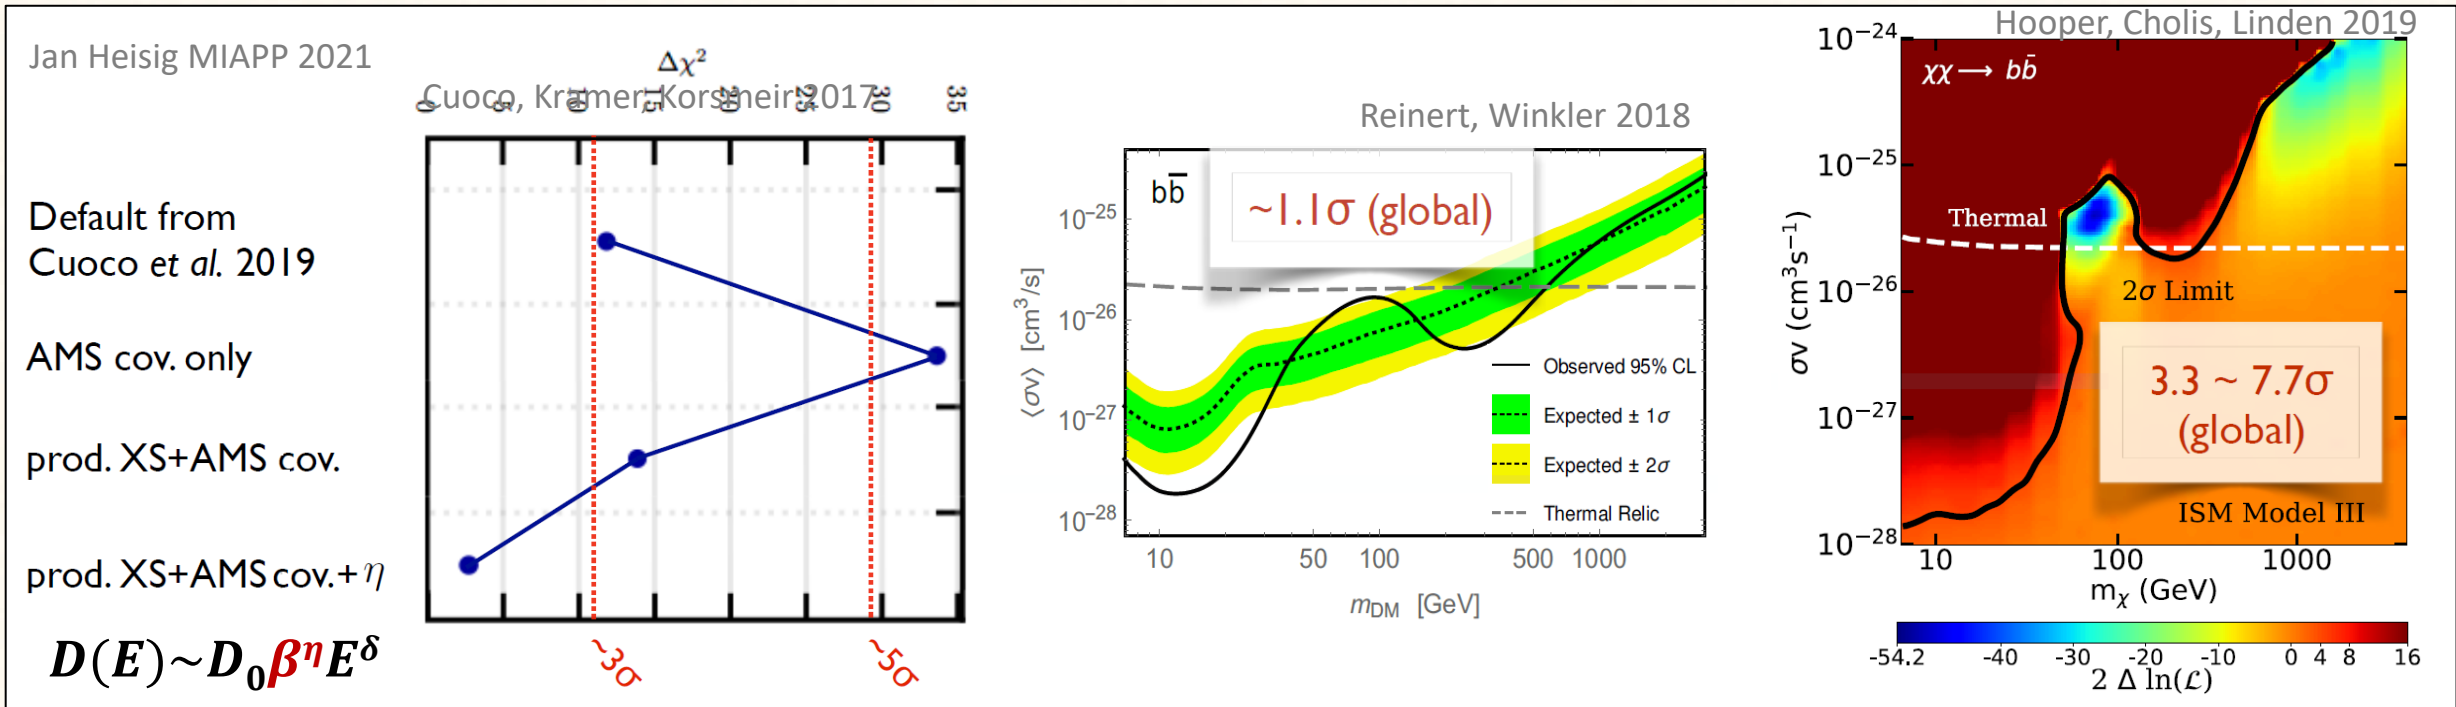 Jan Heisig MIAPP 2021
Δχ²
Cuoco, Kramer, Korsmeir 2017
0 5 10 15 20 25 30 35
Default from
Cuoco et al. 2019
AMS cov. only
prod. XS+AMS cov.
prod. XS+AMS cov.+ η
~3σ
~5σ
D(E)~D₀β^η E^δ
Reinert, Winkler 2018
bb̄
~1.1σ (global)
10⁻²⁵
10⁻²⁶
10⁻²⁷
10⁻²⁸
⟨σv⟩ [cm³/s]
Observed 95% CL
Expected ± 1σ
Expected ± 2σ
Thermal Relic
10 50 100 500 1000
m_DM [GeV]
Hooper, Cholis, Linden 2019
10⁻²⁴
10⁻²⁵
10⁻²⁶
10⁻²⁷
10⁻²⁸
σv (cm³s⁻¹)
χχ → bb̄
Thermal
2σ Limit
3.3 ~ 7.7σ
(global)
ISM Model III
10 100 1000
m_χ (GeV)
-54.2 -40 -30 -20 -10 0 4 8 16
2 Δ ln(ℒ)